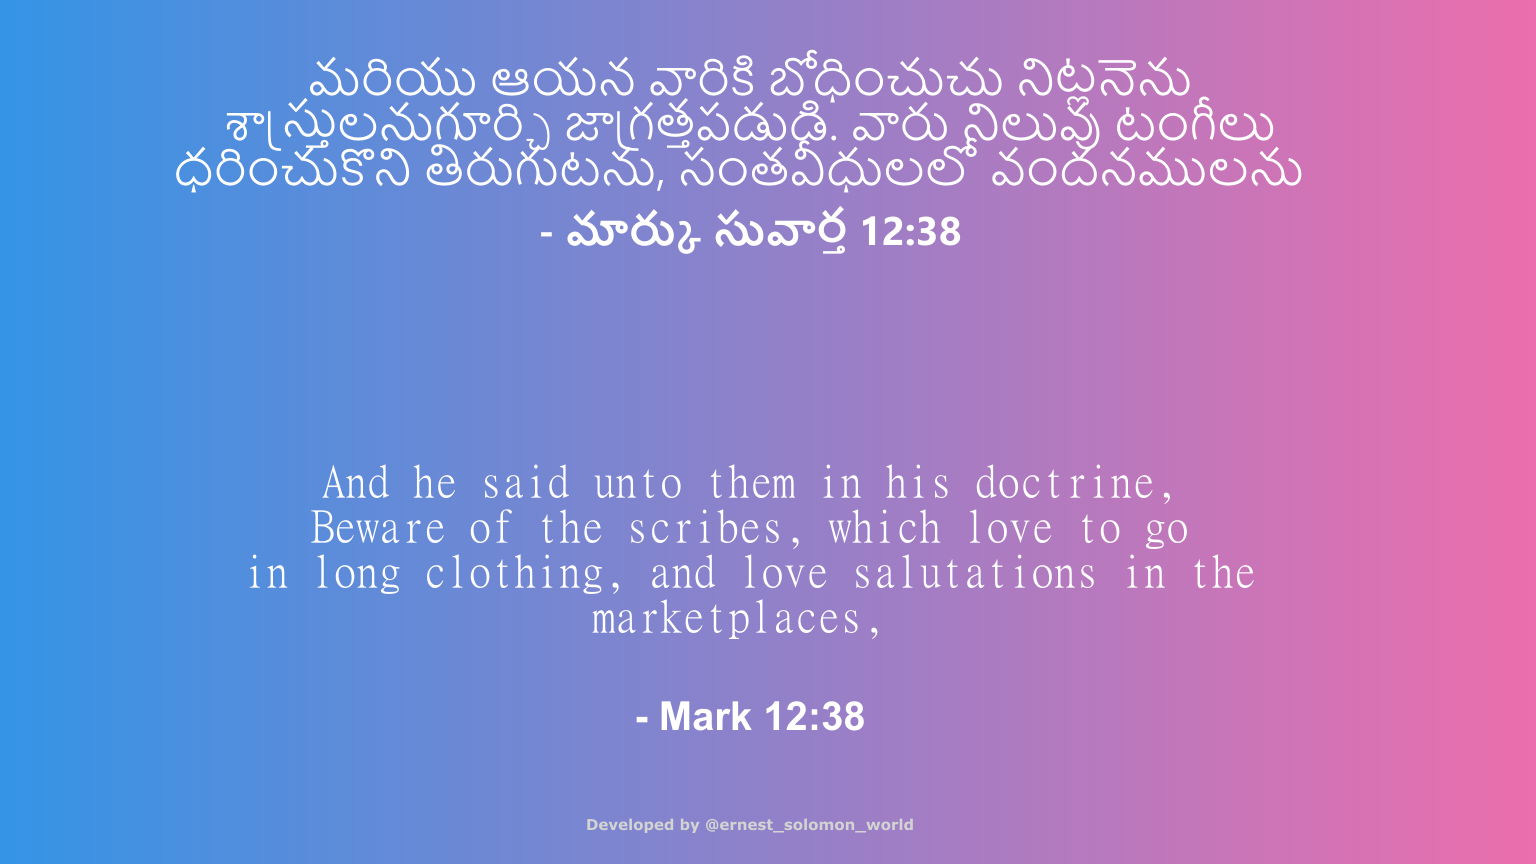 మరియు ఆయన వారికి బోధించుచు నిట్లనెను
శాస్త్రులనుగూర్చి జాగ్రత్తపడుడి. వారు నిలువు టంగీలు
ధరించుకొని తిరుగుటను, సంతవీధులలో వందనములను
- మార్కు సువార్త 12:38
And he said unto them in his doctrine,
Beware of the scribes, which love to go
in long clothing, and love salutations in the
marketplaces,
- Mark 12:38
Developed by @ernest_solomon_world